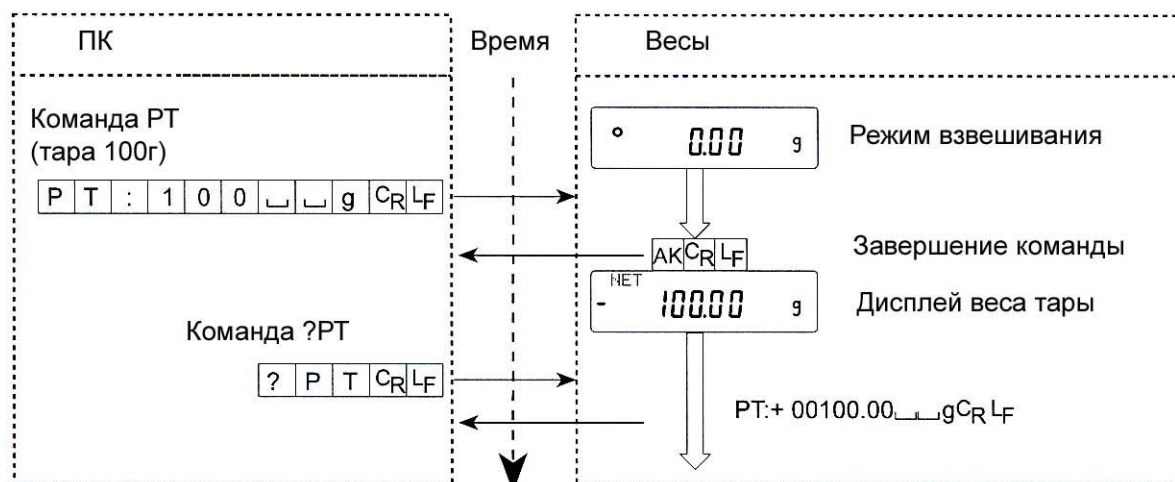 ПК
Время
Весы
Команда PT
(тара 100г)
P T : 1 0 0 ␣ ␣ g CR LF
0.00 g
Режим взвешивания
AK CR LF
Завершение команды
NET
- 100.00 g
Дисплей веса тары
Команда ?PT
? P T CR LF
PT:+ 00100.00␣␣gCR LF